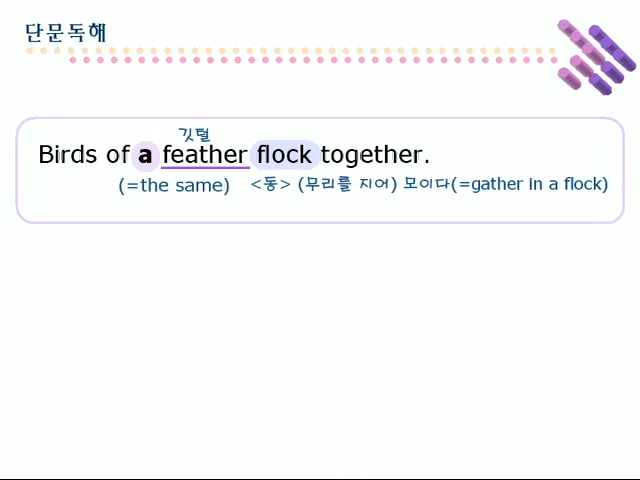 단문독해
깃털
Birds of a feather flock together.
(=the same) <동> (무리를 지어) 모이다(=gather in a flock)